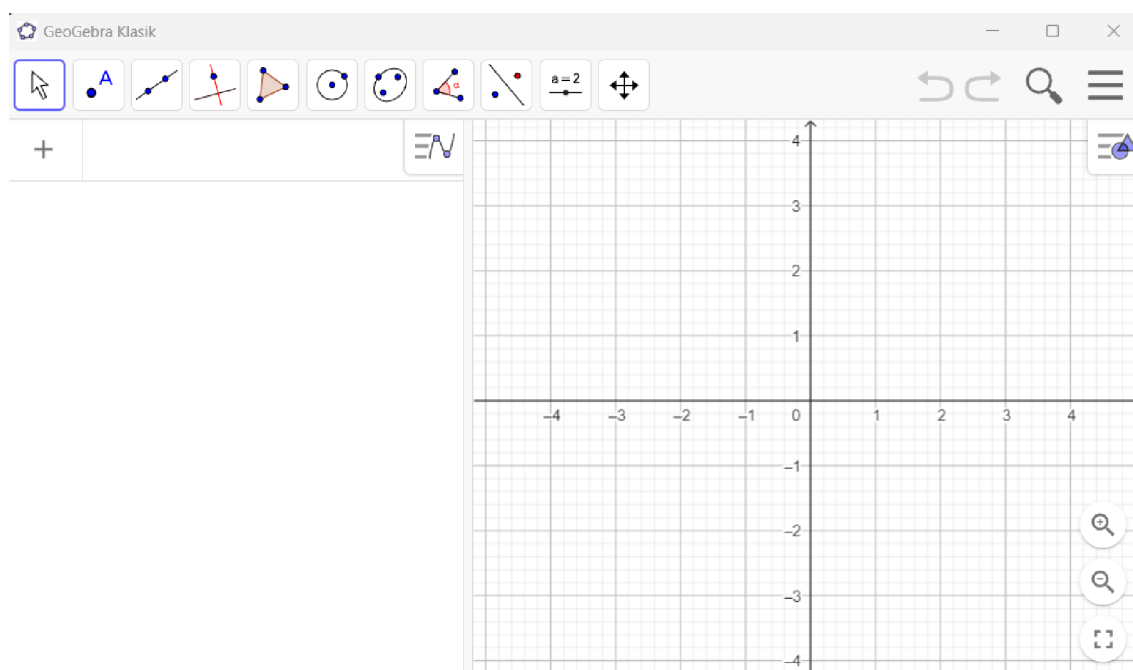 GeoGebra Klasik
A
α
a=2
+
4
3
2
1
–4 –3 –2 –1 0 1 2 3 4
–1
–2
–3
–4